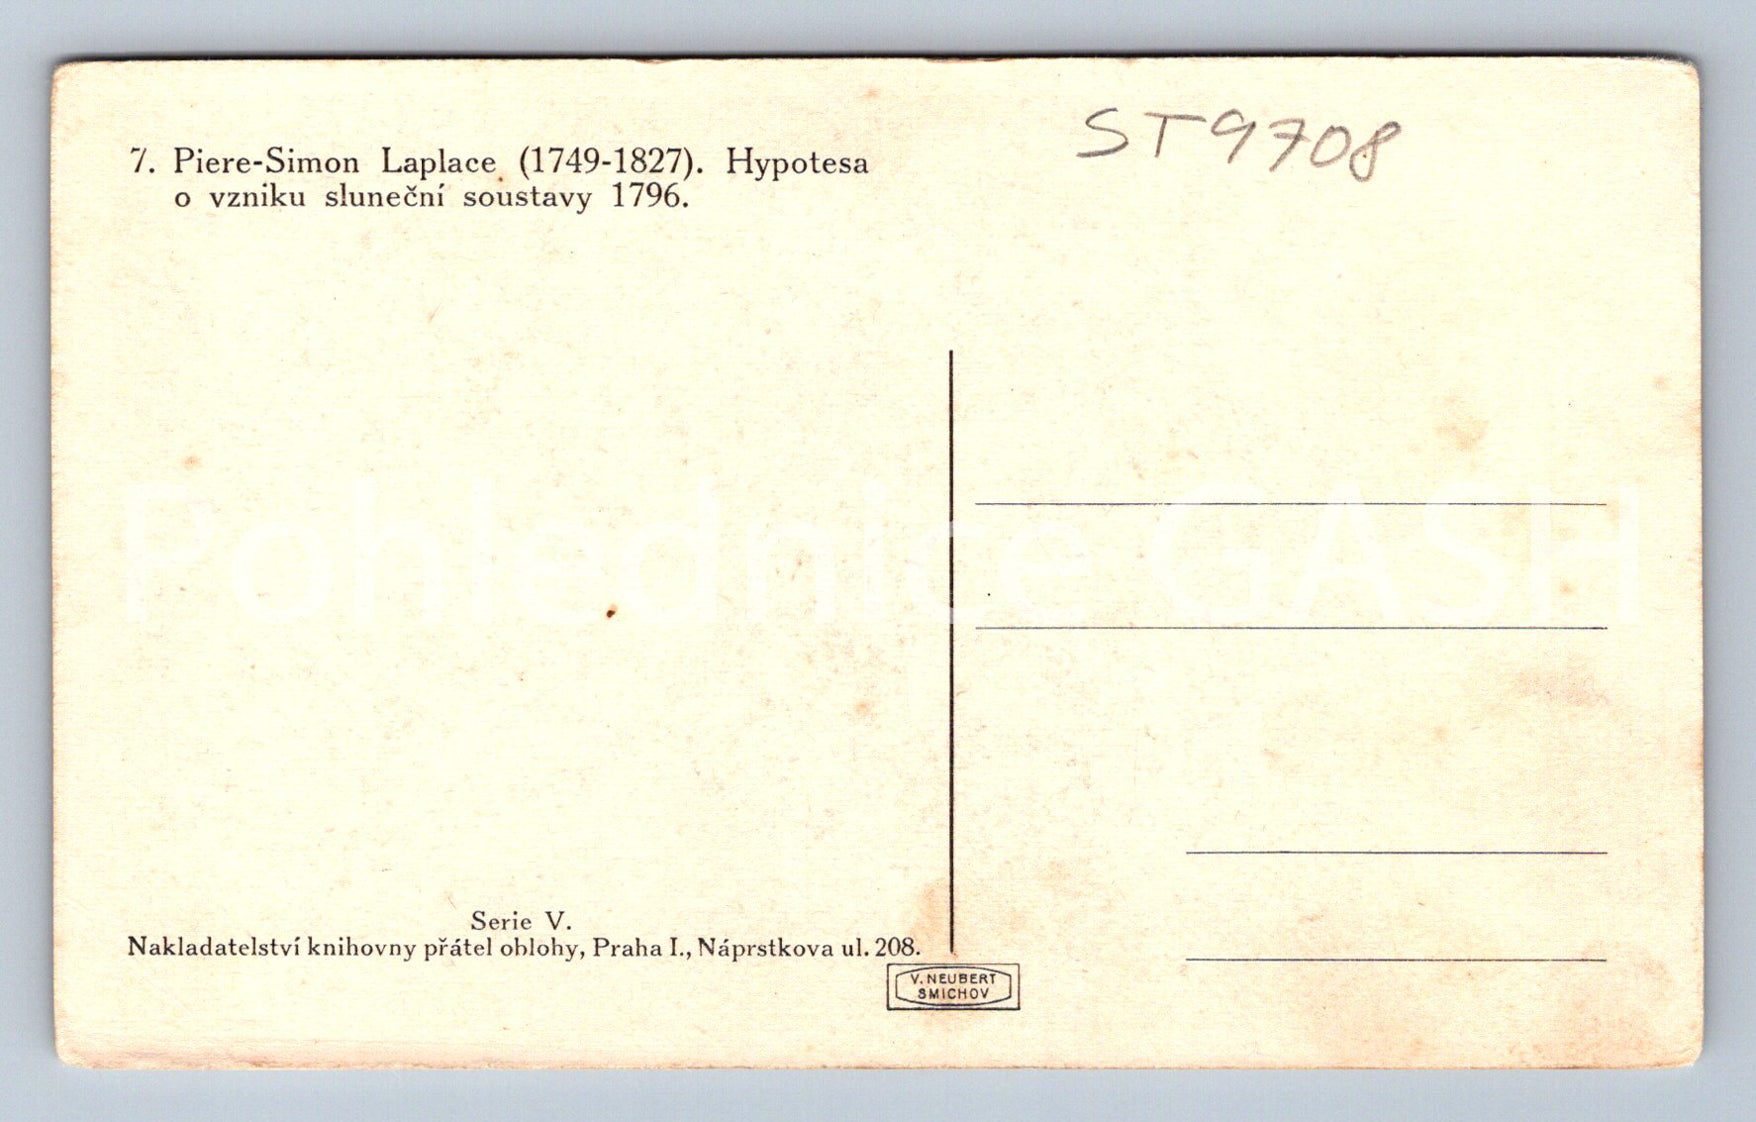 ST9708
7. Piere-Simon Laplace (1749-1827). Hypotesa
o vzniku sluneční soustavy 1796.
Pohlednice GASH
Serie V.
Nakladatelství knihovny přátel oblohy, Praha I., Náprstkova ul. 208.
V. NEUBERT
SMICHOV